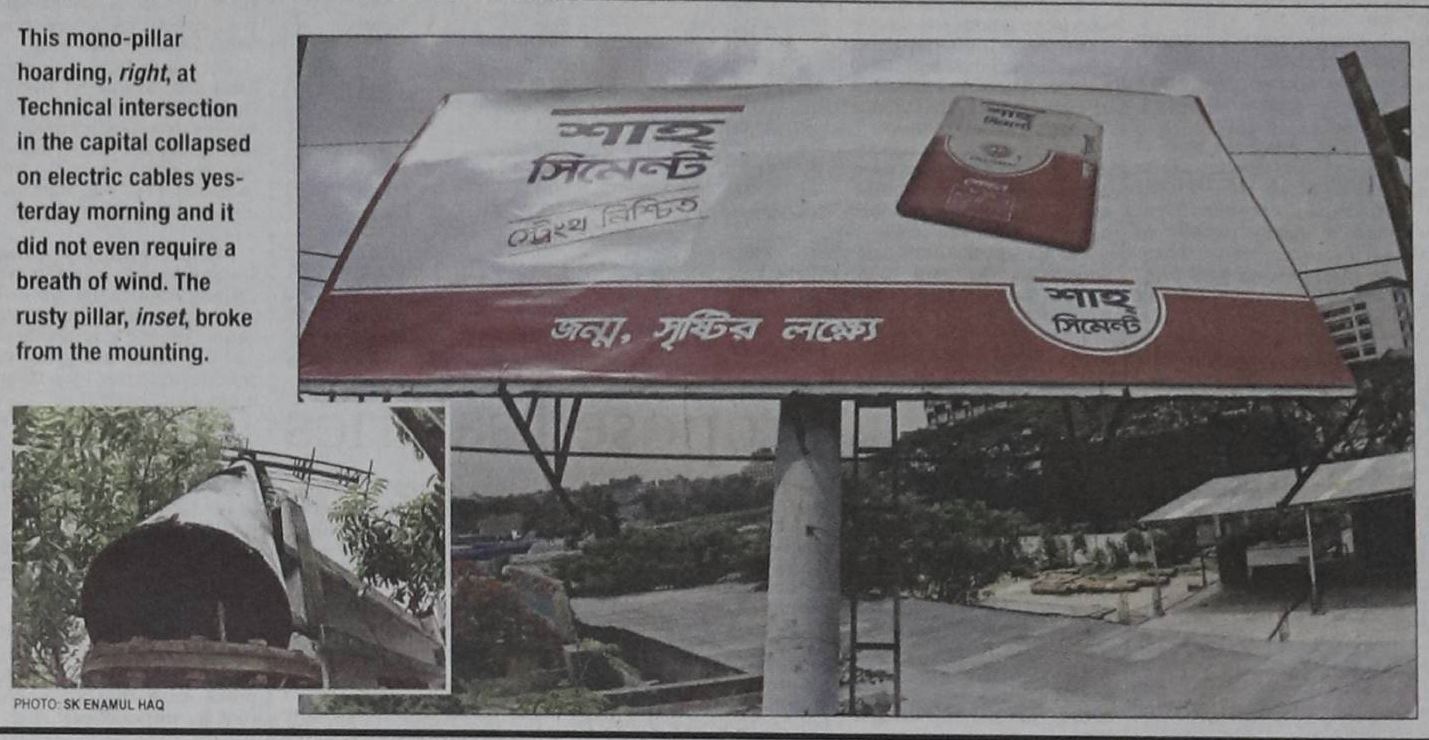 This mono-pillar
hoarding, right, at
Technical intersection
in the capital collapsed
on electric cables yes-
terday morning and it
did not even require a
breath of wind. The
rusty pillar, inset, broke
from the mounting.
শাহ্
সিমেন্ট
স্ট্রেংথ নিশ্চিত
শাহ্
সিমেন্ট
জন্ম, সৃষ্টির লক্ষ্যে
শাহ্
সিমেন্ট
PHOTO: SK ENAMUL HAQ